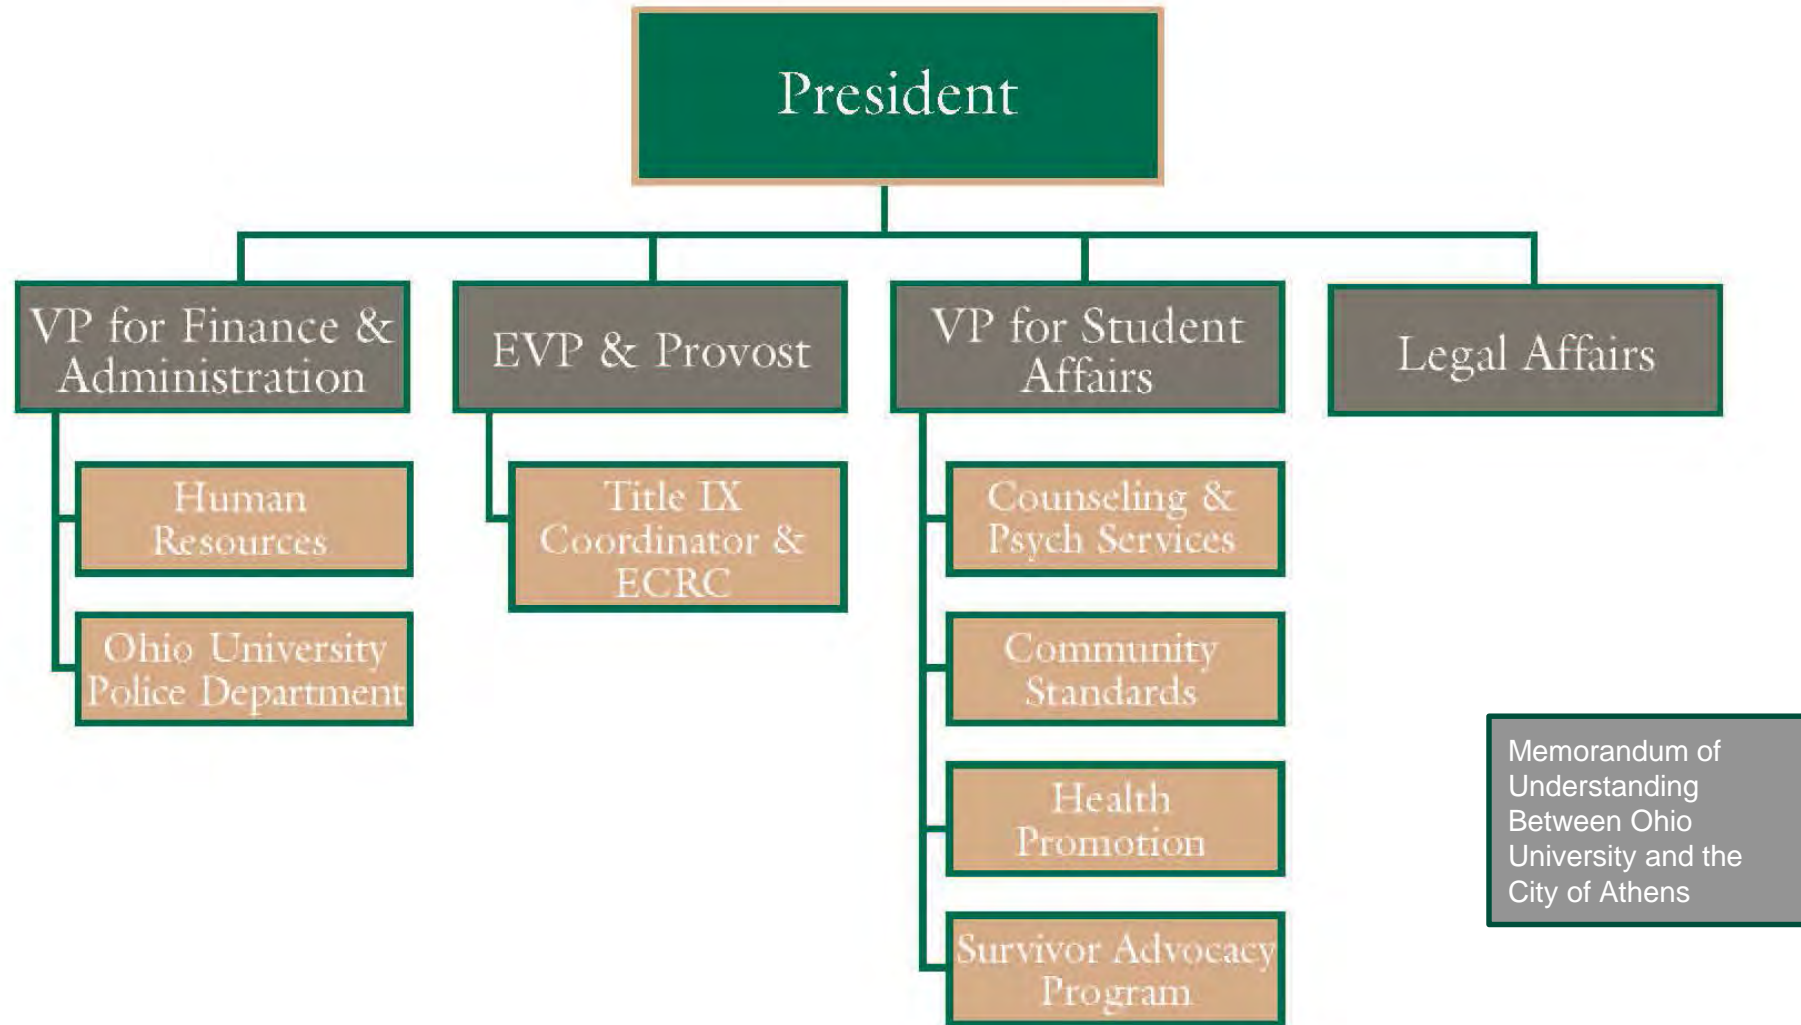 President
VP for Finance &
Administration
EVP & Provost
VP for Student
Affairs
Legal Affairs
Human
Resources
Ohio University
Police Department
Title IX
Coordinator &
ECRC
Counseling &
Psych Services
Community
Standards
Health
Promotion
Survivor Advocacy
Program
Memorandum of
Understanding
Between Ohio
University and the
City of Athens